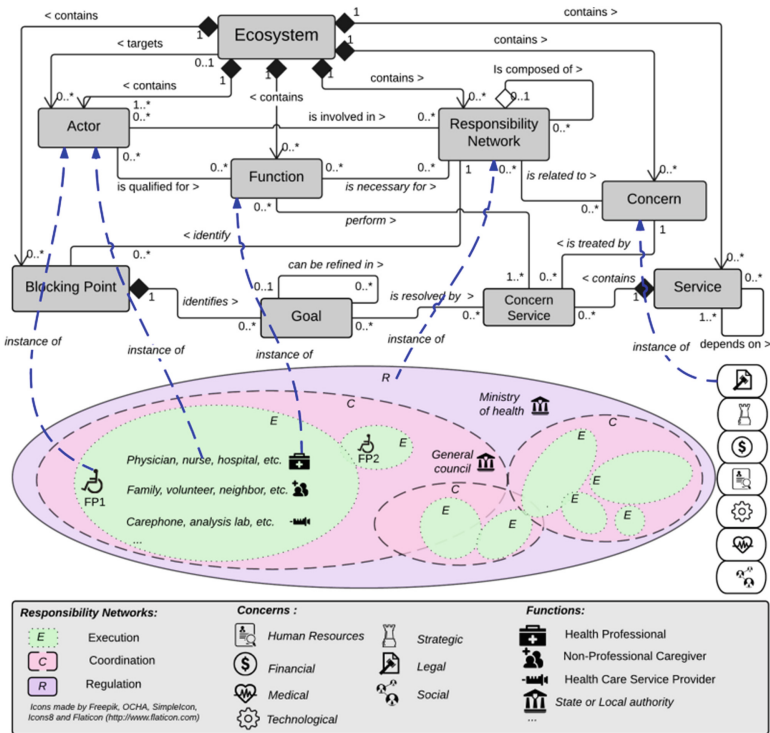 < contains
1
Ecosystem
1
contains >
1
contains >
< targets
0..1
1
1
1
< contains
contains >
Is composed of >
< contains
0..*
1..*
0..*
0..1
Actor
0..*
is involved in >
0..*
Responsibility
Network
0..*
0..*
0..*
0..*
0..*
1
0..*
0..*
Function
0..*
is qualified for >
is necessary for >
is related to >
Concern
0..*
0..*
perform >
1
< identify
< is treated by
0..*
0..*
can be refined in >
0..*
Blocking Point
1
0..1
0..*
1..*
0..*
< contains
1
Service
0..*
identifies >
Goal
is resolved by >
Concern
Service
0..*
0..*
0..*
0..*
1..*
depends on >
instance of
instance of
instance of
instance of
instance of
R
Ministry
of health
C
E
C
E
FP2
E
General
council
E
E
Physician, nurse, hospital, etc.
FP1
Family, volunteer, neighbor, etc.
C
E
E
E
E
Carephone, analysis lab, etc.
...
Responsibility Networks:
E
Execution
C
Coordination
R
Regulation
Icons made by Freepik, OCHA, SimpleIcon,
Icons8 and Flaticon (http://www.flaticon.com)
Concerns :
Human Resources
Financial
Medical
Technological
Strategic
Legal
Social
Functions:
Health Professional
Non-Professional Caregiver
Health Care Service Provider
State or Local authority
...